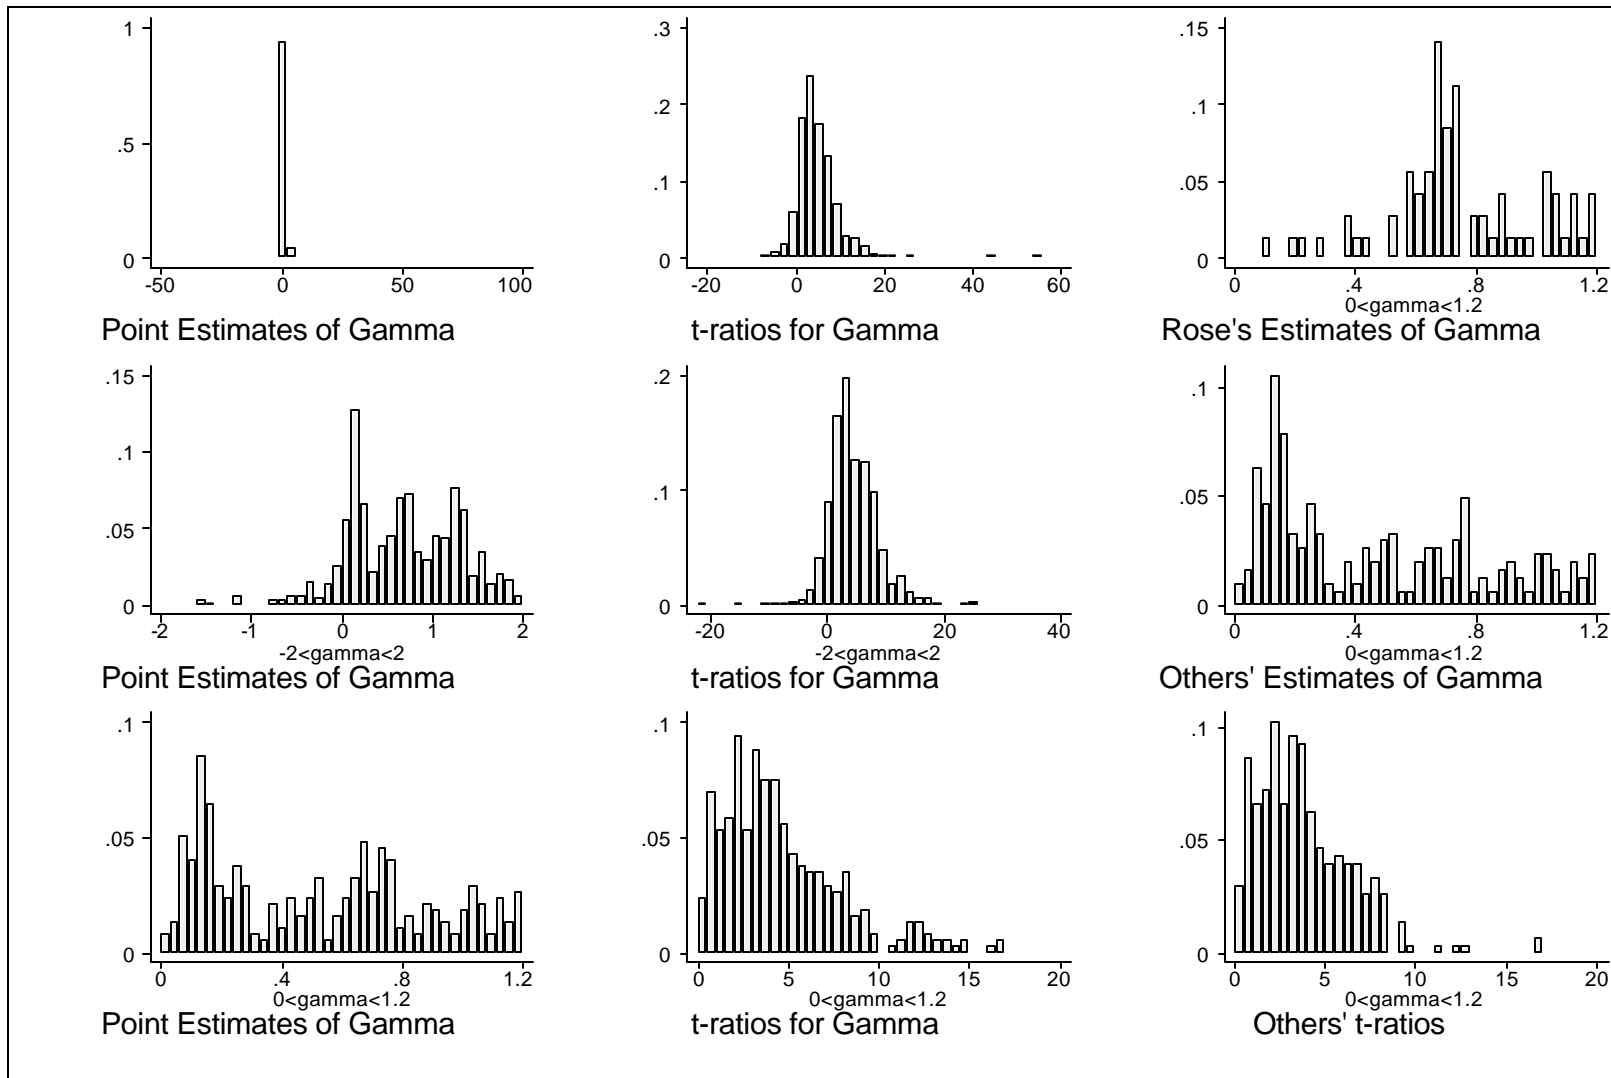 1
.5
0
-50 0 50 100
Point Estimates of Gamma
.3
.2
.1
0
-20 0 20 40 60
t-ratios for Gamma
.15
.1
.05
0
0 .4 .8 1.2
0<gamma<1.2
Rose's Estimates of Gamma
.15
.1
.05
0
-2 -1 0 1 2
-2<gamma<2
Point Estimates of Gamma
.2
.1
0
-20 0 20 40
-2<gamma<2
t-ratios for Gamma
.1
.05
0
0 .4 .8 1.2
0<gamma<1.2
Others' Estimates of Gamma
.1
.05
0
0 .4 .8 1.2
0<gamma<1.2
Point Estimates of Gamma
.1
.05
0
0 5 10 15 20
0<gamma<1.2
t-ratios for Gamma
.1
.05
0
0 5 10 15 20
0<gamma<1.2
Others' t-ratios